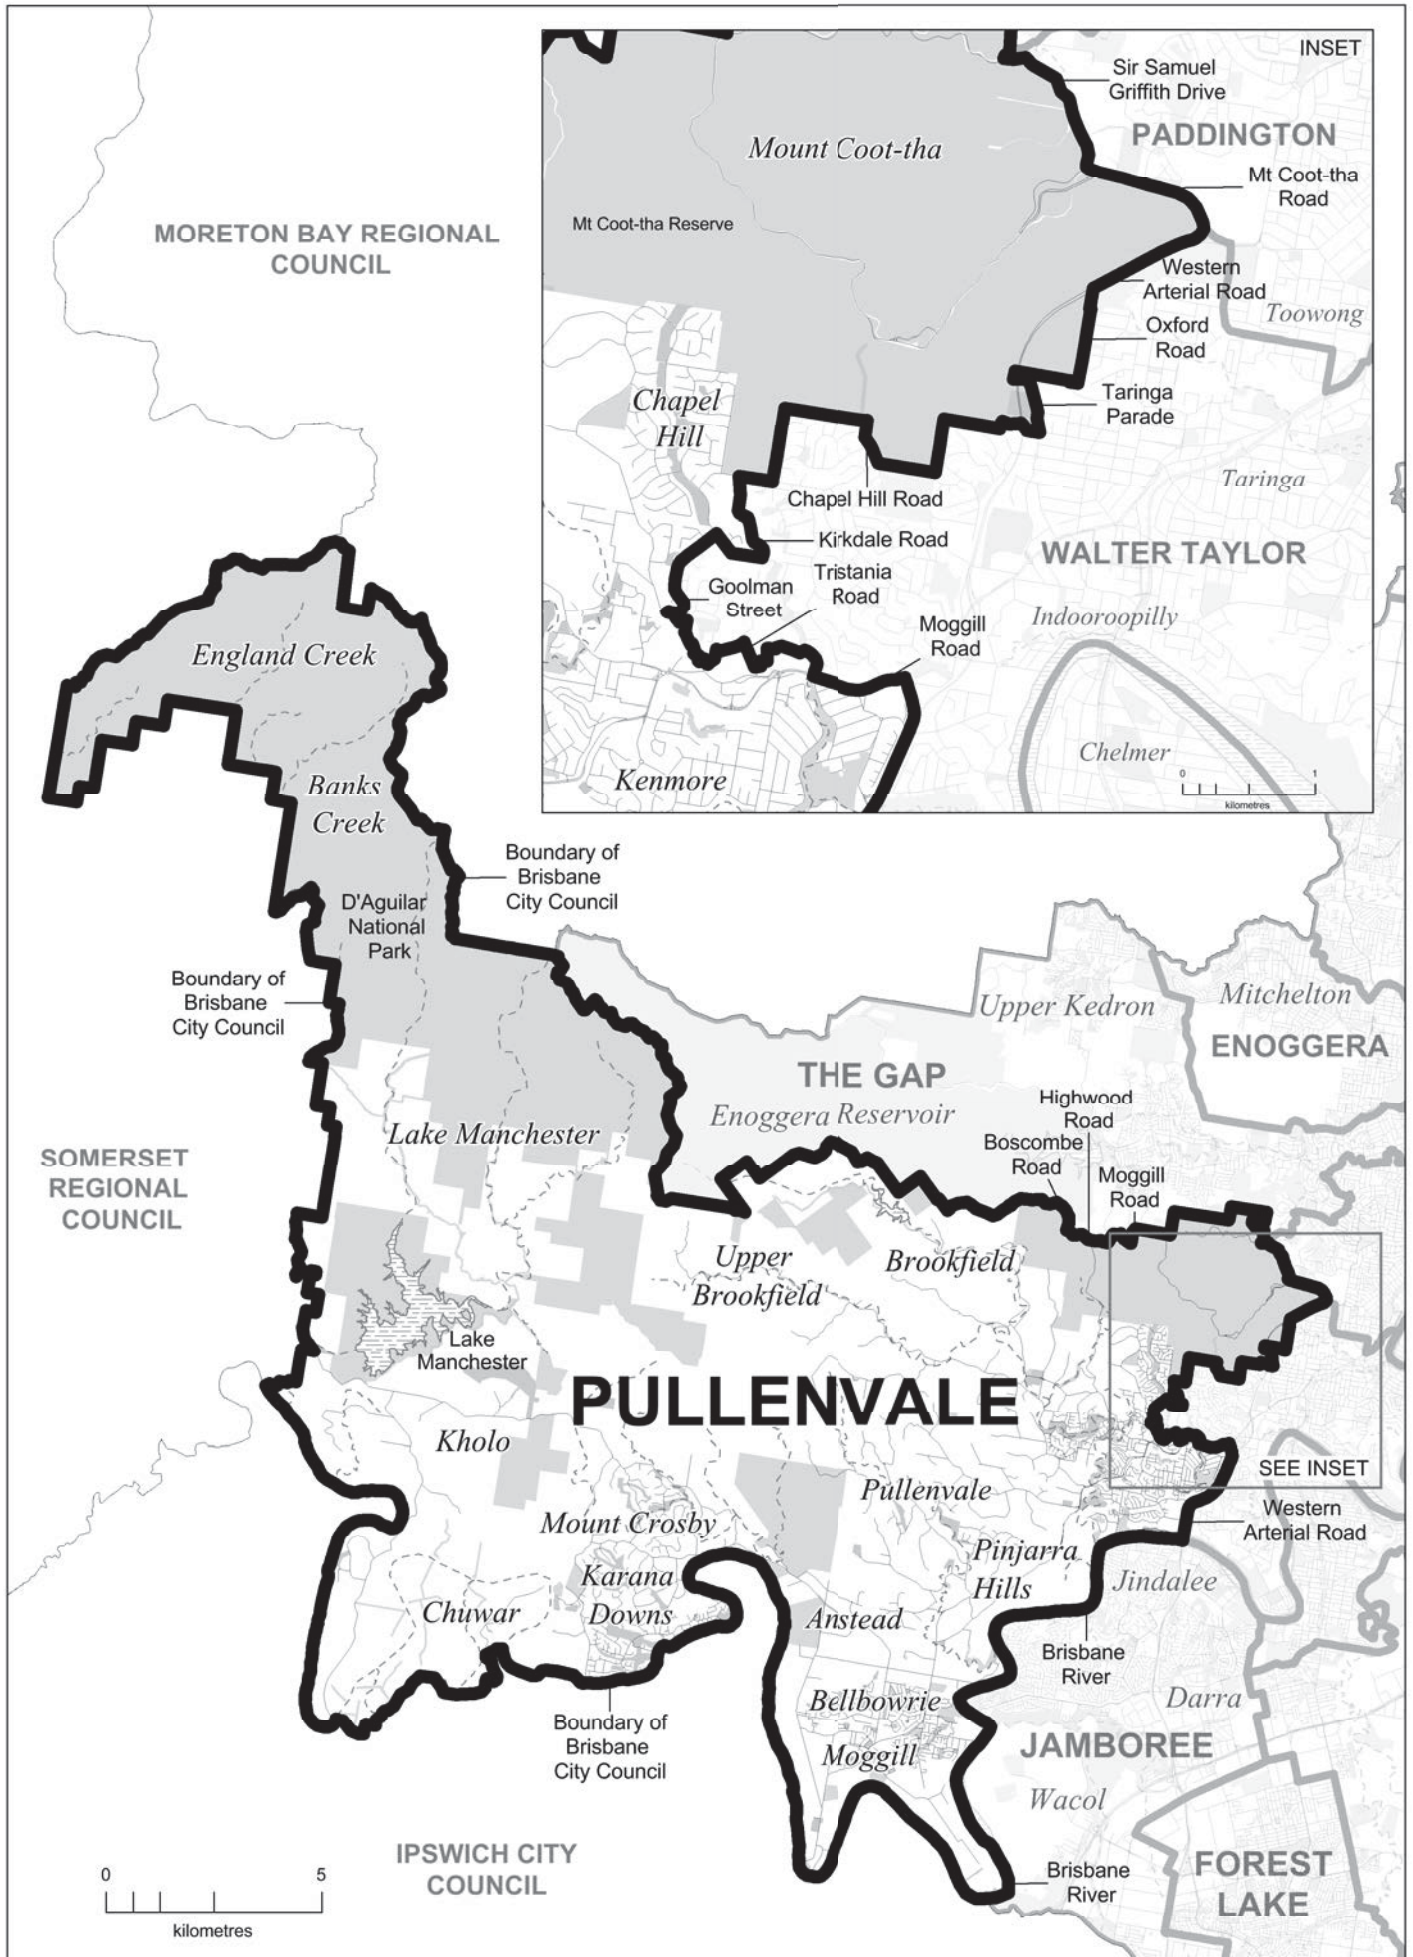 INSET
Sir Samuel
Griffith Drive
PADDINGTON
Mount Coot-tha
Mt Coot-tha
Road
Mt Coot-tha Reserve
MORETON BAY REGIONAL
COUNCIL
Western
Arterial Road
Toowong
Oxford
Road
Taringa
Parade
Chapel
Hill
Taringa
Chapel Hill Road
Kirkdale Road
WALTER TAYLOR
Tristania
Road
Goolman
Street
Indooroopilly
Moggill
Road
Chelmer
Kenmore
0 1
kilometres
England Creek
Banks
Creek
Boundary of
Brisbane
City Council
D'Aguilar
National
Park
Boundary of
Brisbane
City Council
Upper Kedron
Mitchelton
ENOGGERA
THE GAP
Enoggera Reservoir
Highwood
Road
Boscombe
Road
Moggill
Road
Lake Manchester
SOMERSET
REGIONAL
COUNCIL
Upper
Brookfield
Brookfield
Lake
Manchester
PULLENVALE
Kholo
SEE INSET
Pullenvale
Western
Arterial Road
Mount Crosby
Pinjarra
Hills
Karana
Downs
Jindalee
Chuwar
Anstead
Brisbane
River
Bellbowrie
Darra
Boundary of
Brisbane
City Council
Moggill
JAMBOREE
Wacol
IPSWICH CITY
COUNCIL
Brisbane
River
FOREST
LAKE
0 5
kilometres